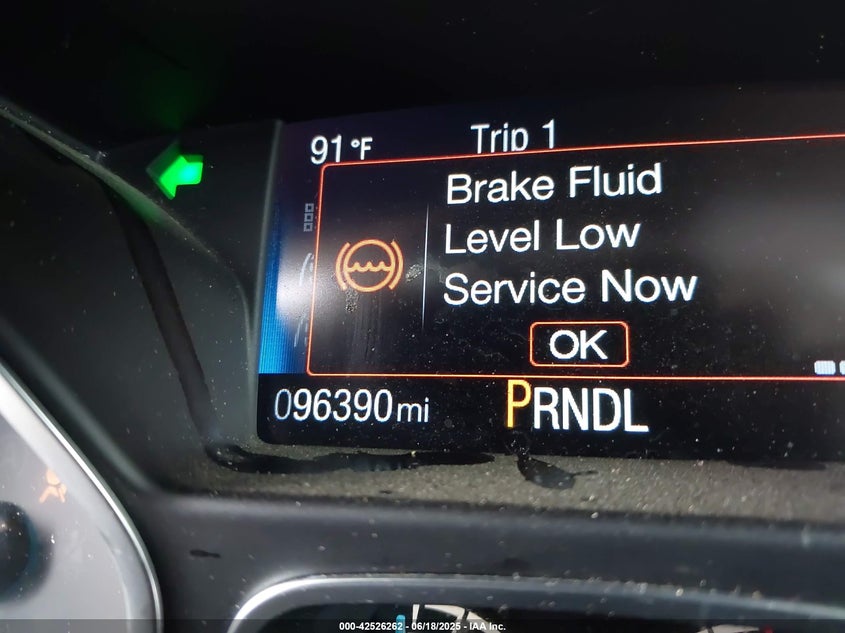 91 °F Trip 1
Brake Fluid
Level Low
Service Now
OK
096390 mi PRNDL
000-42526262 - 06/18/2025 - IAA Inc.